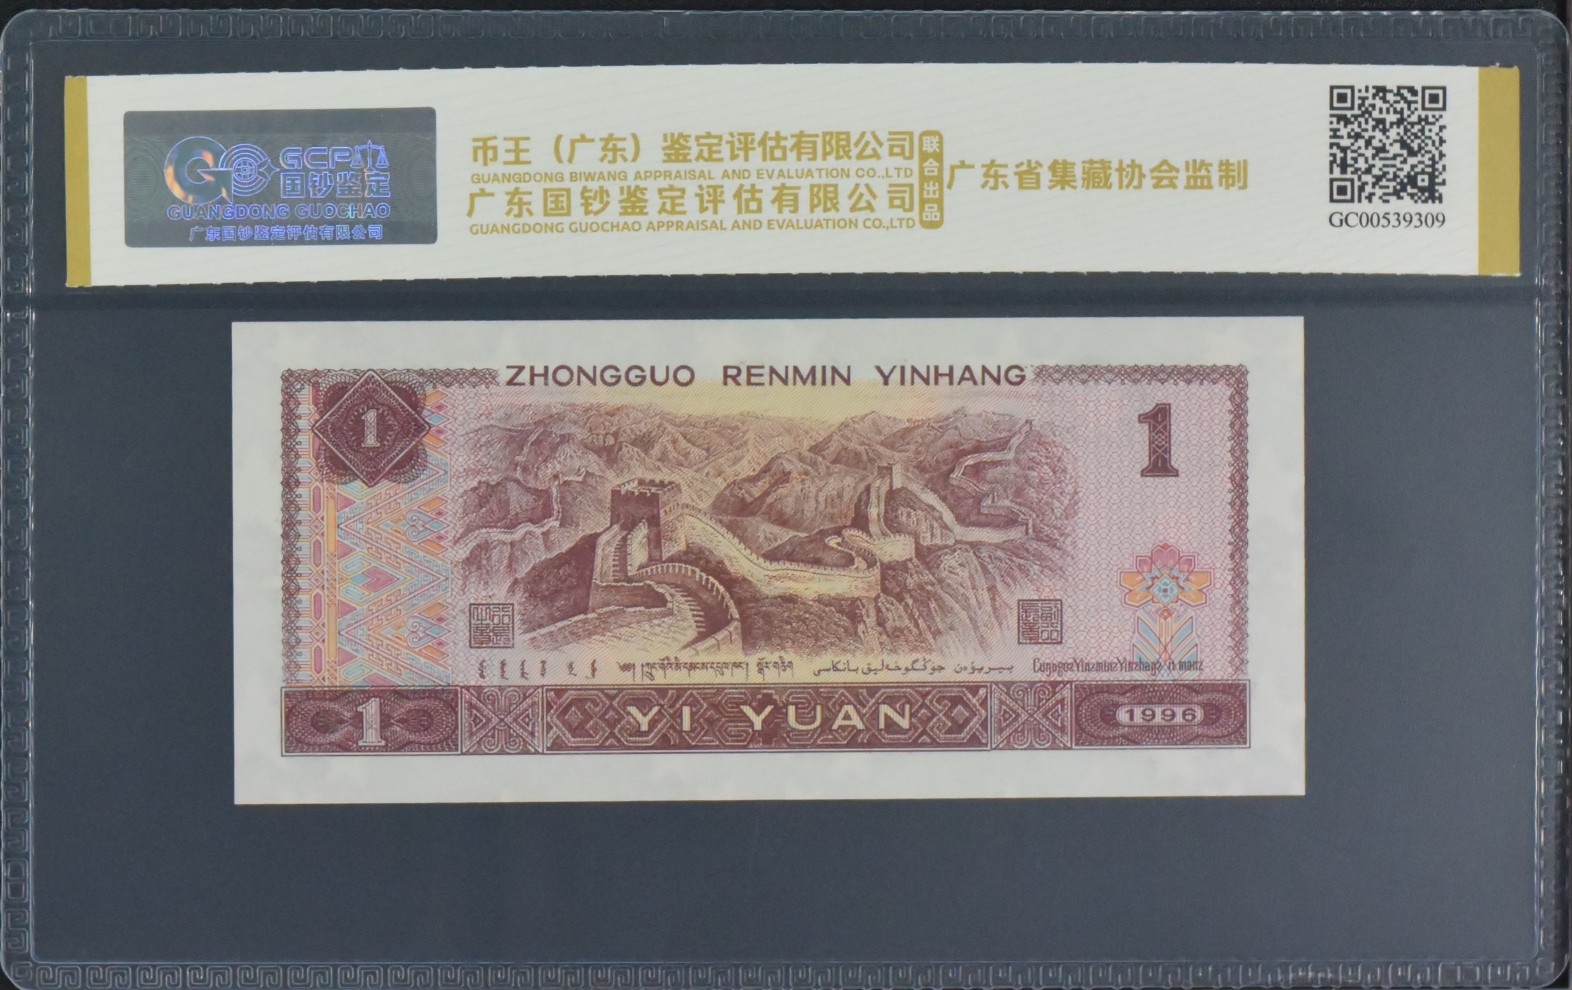 GCP
国钞鉴定
GUANGDONG GUOCHAO
广东国钞鉴定评估有限公司
币王（广东）鉴定评估有限公司
GUANGDONG BIWANG APPRAISAL AND EVALUATION CO.,LTD
广东国钞鉴定评估有限公司
GUANGDONG GUOCHAO APPRAISAL AND EVALUATION CO.,LTD
联合出品
广东省集藏协会监制
GC00539309
ZHONGGUO RENMIN YINHANG
1
1
1
YI YUAN
1996